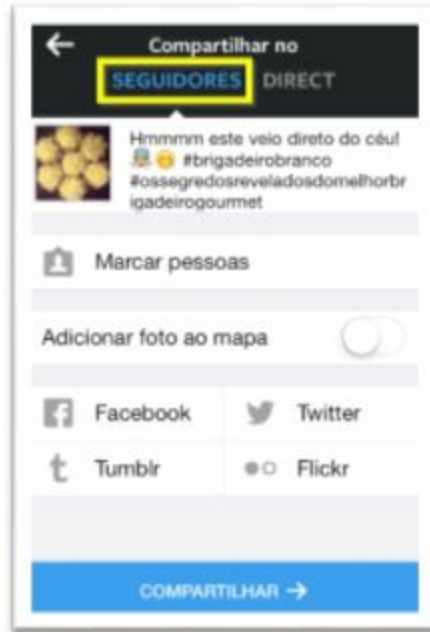 Compartilhar no
SEGUIDORES DIRECT
Hmmmm este veio direto do céu!
#brigadeirobranco
#ossegredosreveladosdomelhorbr
igadeirogourmet
Marcar pessoas
Adicionar foto ao mapa
Facebook Twitter
Tumblr Flickr
COMPARTILHAR →